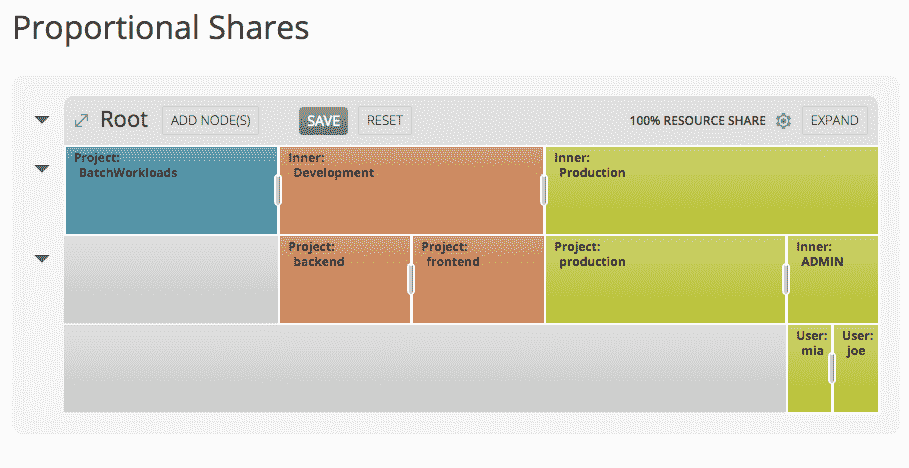 Proportional Shares
Root
ADD NODE(S)
SAVE
RESET
100% RESOURCE SHARE
EXPAND
Project:
BatchWorkloads
Inner:
Development
Inner:
Production
Project:
backend
Project:
frontend
Project:
production
Inner:
ADMIN
User:
mia
User:
joe